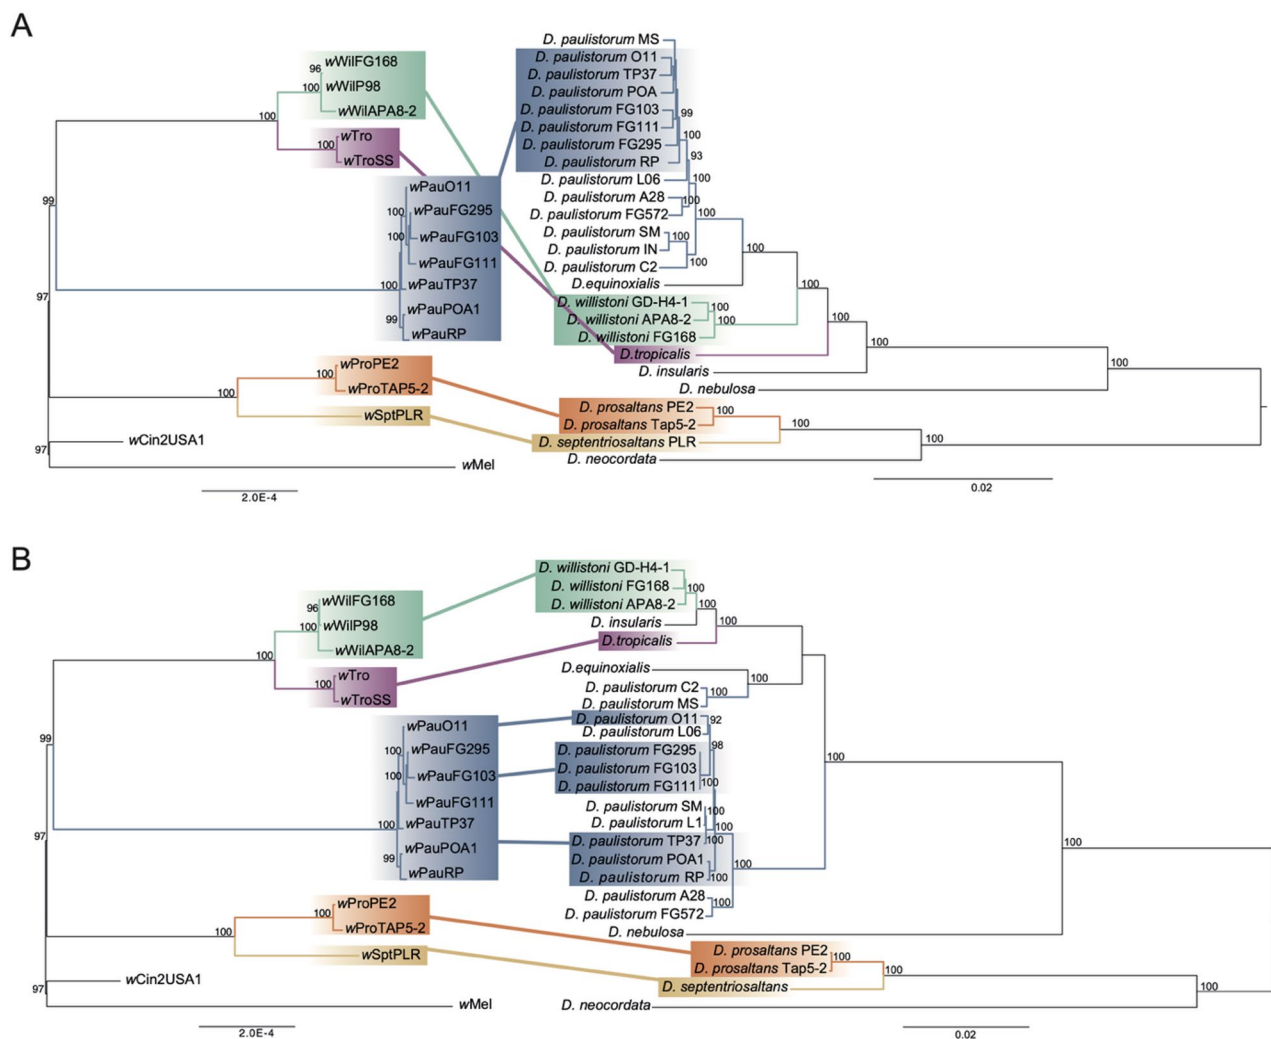 A
wWilFG168
96
wWilP98
100
wWilAPA8-2
100
wTro
100
wTroSS
wPauO11
99
100
wPauFG295
100
wPauFG103
wPauFG111
100
wPauTP37
97
wPauPOA1
99
wPauRP
wProPE2
100
wProTAP5-2
100
wSptPLR
wCin2USA1
97
wMel
2.0E-4
D. paulistorum MS
D. paulistorum O11
D. paulistorum TP37
D. paulistorum POA
D. paulistorum FG103
99
D. paulistorum FG111
100
D. paulistorum FG295
93
D. paulistorum RP
D. paulistorum L06
100
D. paulistorum A28
100
D. paulistorum FG572
100
D. paulistorum SM
100
D. paulistorum IN
100
D. paulistorum C2
100
D.equinoxialis
100
D. willistoni GD-H4-1
100
D. willistoni APA8-2
100
100
D. willistoni FG168
D.tropicalis
100
D. insularis
100
D. nebulosa
D. prosaltans PE2
100
D. prosaltans Tap5-2
100
D. septentriosaltans PLR
100
D. neocordata
0.02
B
wWilFG168
96
wWilP98
100
wWilAPA8-2
100
wTro
100
wTroSS
wPauO11
99
100
wPauFG295
100
wPauFG103
wPauFG111
100
wPauTP37
97
wPauPOA1
99
wPauRP
wProPE2
100
wProTAP5-2
100
wSptPLR
wCin2USA1
97
wMel
2.0E-4
D. willistoni GD-H4-1
D. willistoni FG168
100
D. willistoni APA8-2
100
D. insularis
100
D.tropicalis
D.equinoxialis
100
D. paulistorum C2
100
D. paulistorum MS
D. paulistorum O11
92
D. paulistorum L06
98
D. paulistorum FG295
100
D. paulistorum FG103
D. paulistorum FG111
100
D. paulistorum SM
100
D. paulistorum L1
100
D. paulistorum TP37
100
100
D. paulistorum POA1
100
D. paulistorum RP
100
D. paulistorum A28
100
D. paulistorum FG572
D. nebulosa
D. prosaltans PE2
100
D. prosaltans Tap5-2
100
D. septentriosaltans
100
D. neocordata
0.02